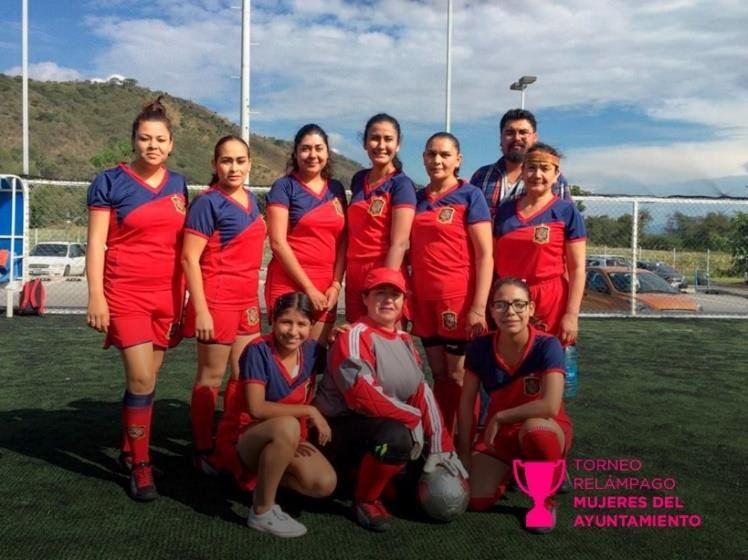 TORNEO
RELÁMPAGO
MUJERES DEL
AYUNTAMIENTO